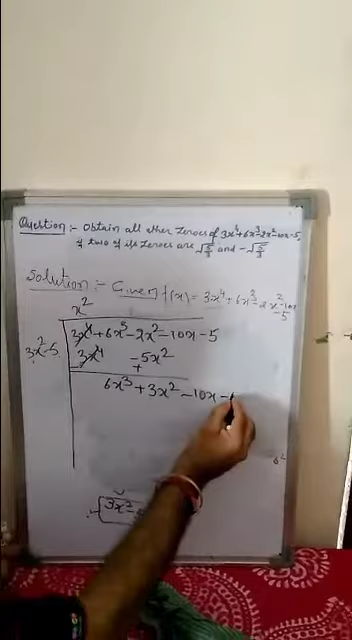 Question :- Obtain all other zeroes of 3x⁴+6x³-2x²-10x-5,
if two of its zeroes are √5/3 and -√5/3
Solution :- Given f(x) = 3x⁴+6x³-2x²-10x
-5
x²
3x²-5 3x⁴+6x³-2x²-10x-5
3x⁴ -5x²
- +
6x³+3x²-10x-
3x²-